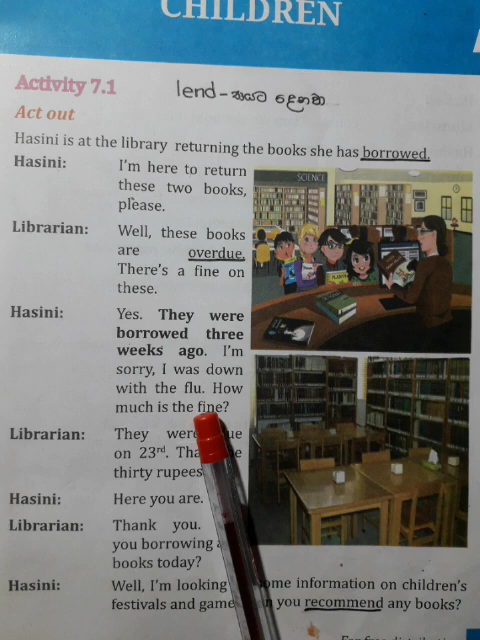 CHILDREN
Activity 7.1
lend - ණයට දෙනවා
Act out
Hasini is at the library returning the books she has borrowed.
Hasini: I'm here to return
these two books,
please.
SCIENCE
Librarian: Well, these books
are overdue.
There's a fine on
these.
Hasini: Yes. They were
borrowed three
weeks ago. I'm
sorry, I was down
with the flu. How
much is the fine?
Librarian: They were
on 23rd.
thirty rupees
Hasini: Here you are.
Librarian: Thank you.
you borrowing
books today?
Hasini: Well, I'm looking information on children's
festivals and you recommend any books?